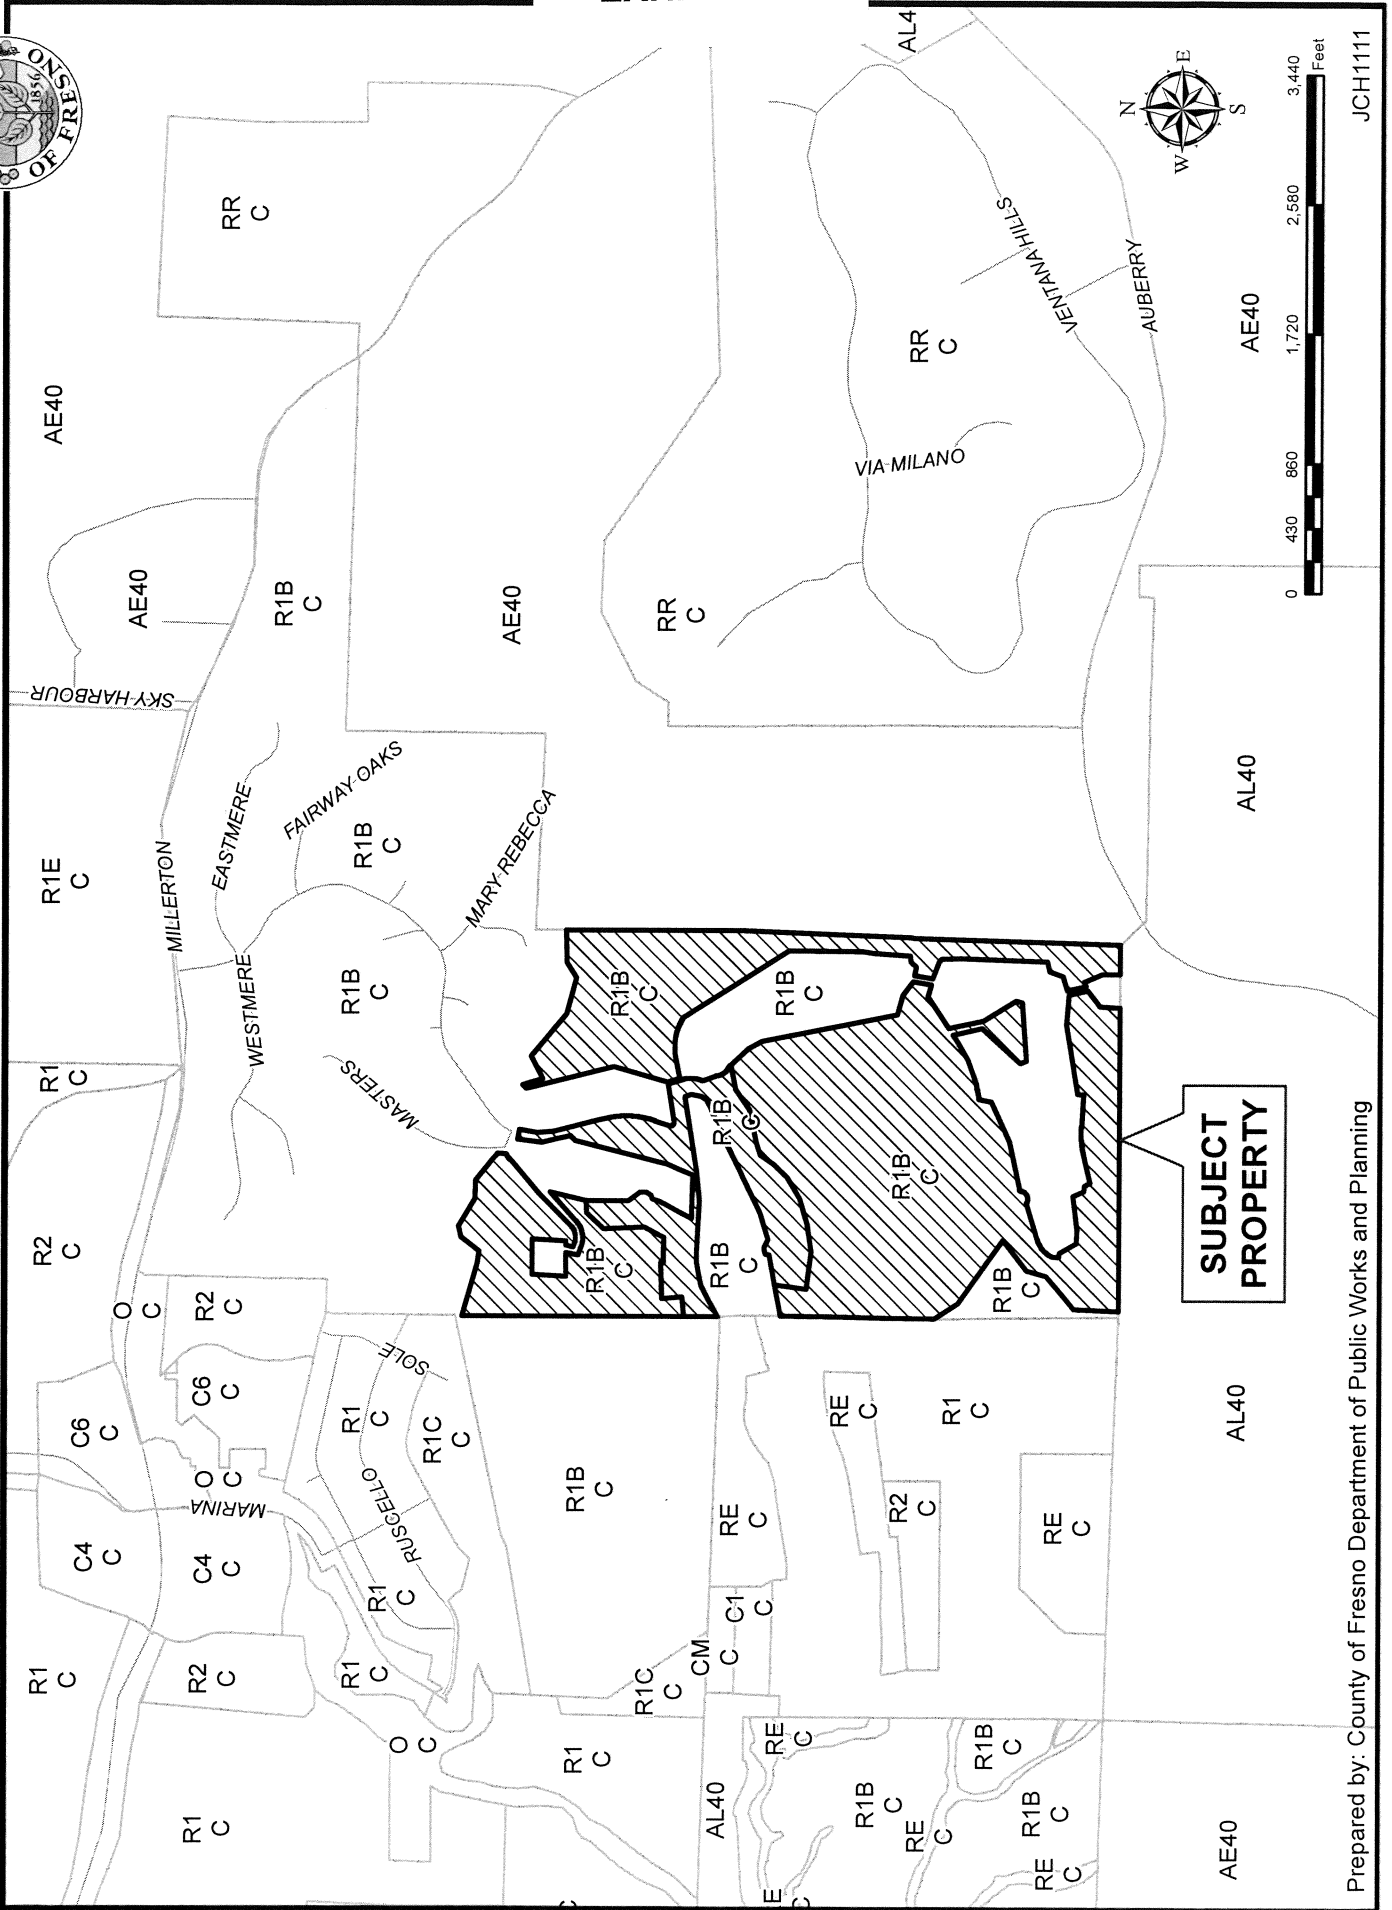 OF FRESNO
1856
AL4
RR
C
AE40
AE40
R1B
C
AE40
SKY HARBOUR
RR
C
RR
C
VIA MILANO
VENTANA HILLS
AUBERRY
AE40
N
E
S
W
0
430
860
1,720
2,580
3,440
Feet
JCH1111
R1E
C
MILLERTON
EASTMERE
FAIRWAY OAKS
R1B
C
MARY REBECCA
WESTMERE
R1B
C
MASTERS
AL40
R1
C
R2
C
O
C
R2
C
C6
C
C6
C
O
C
MARINA
C4
C
C4
C
R1
C
R2
C
R1
C
SOLE
R1
C
R1C
C
RUSCELLO
R1
C
R1
C
O
C
R1B
C
R1B
C
R1B
C
R1B
C
R1B
C
R1B
C
R1B
C
SUBJECT
PROPERTY
R1B
C
RE
C
RE
C
R1
C
R2
C
RE
C
C1
C
CM
C
R1C
C
R1
C
AL40
AL40
RE
C
R1B
C
R1B
C
RE
C
R1B
C
RE
C
RE
C
C
AE40
Prepared by: County of Fresno Department of Public Works and Planning